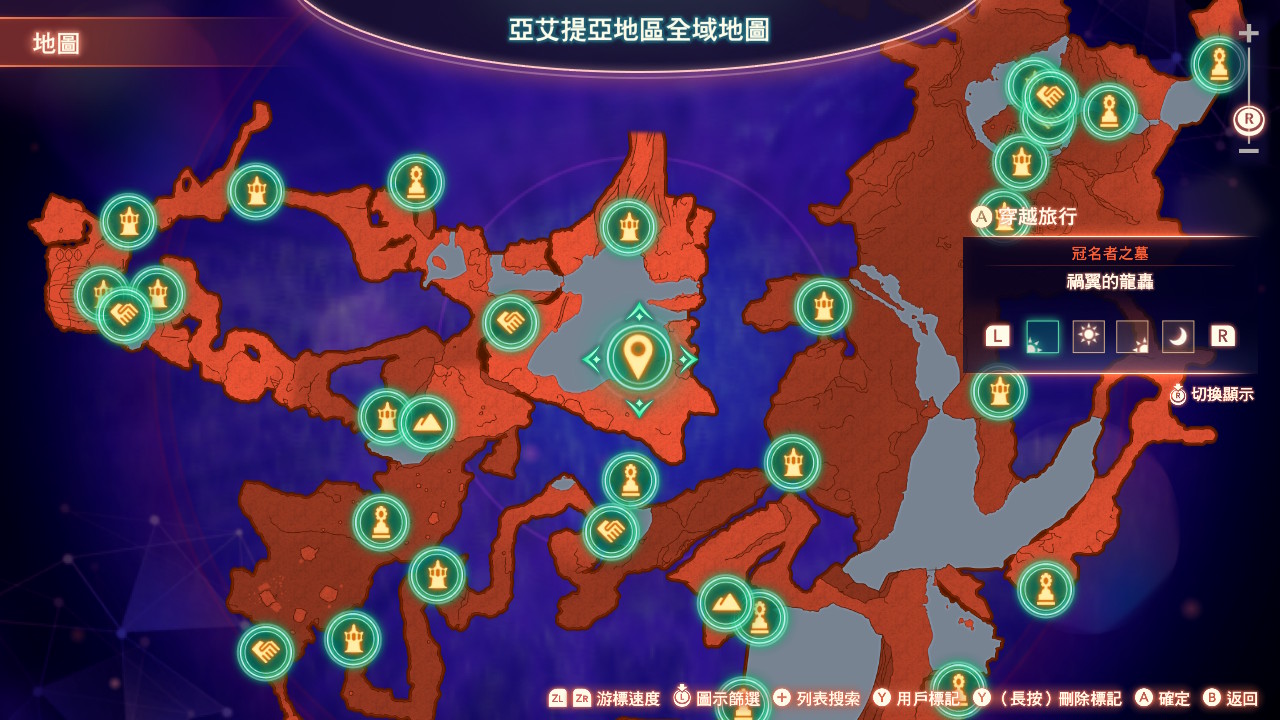 地圖
亞艾提亞地區全域地圖
R
A 穿越旅行
冠名者之墓
禍翼的龍轟
L R
R 切換顯示
ZL ZR 游標速度 L 圖示篩選 + 列表搜索 Y 用戶標記 Y （長按）刪除標記 A 確定 B 返回